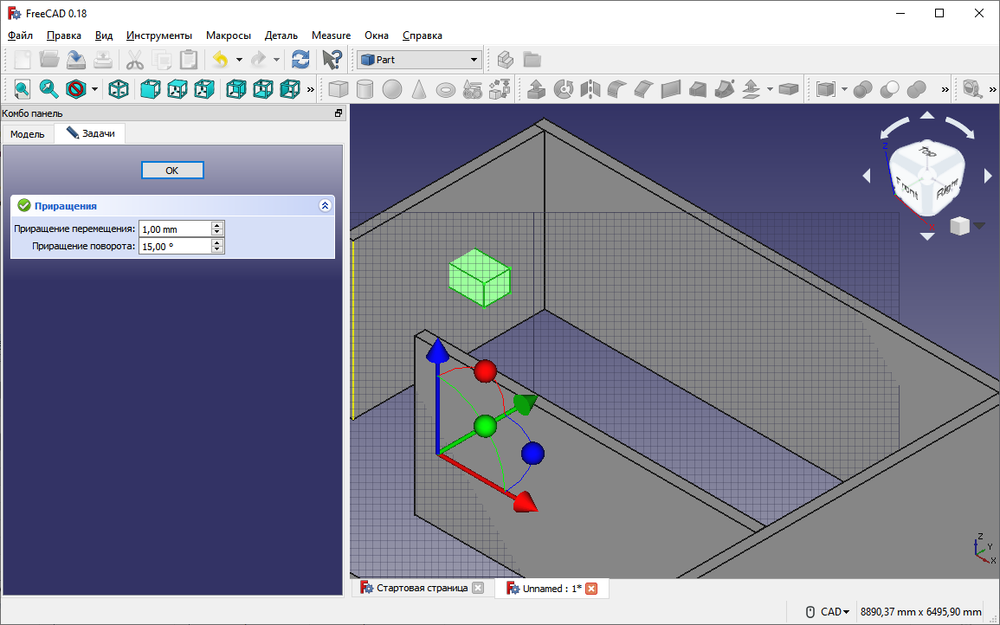 FreeCAD 0.18
Файл Правка Вид Инструменты Макросы Деталь Measure Окна Справка
Part
Комбо панель
Модель Задачи
OK
Приращения
Приращение перемещения: 1,00 mm
Приращение поворота: 15,00 °
Z
Top
Front
Right
X
Z
Y
X
Стартовая страница
Unnamed : 1*
CAD
8890,37 mm x 6495,90 mm